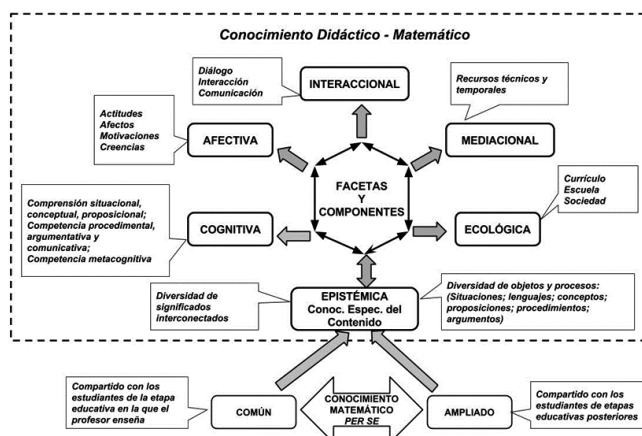 Conocimiento Didáctico - Matemático
Diálogo
Interacción
Comunicación
INTERACCIONAL
Recursos técnicos y
temporales
Actitudes
Afectos
Motivaciones
Creencias
AFECTIVA
MEDIACIONAL
FACETAS
Y
COMPONENTES
Currículo
Escuela
Sociedad
Comprensión situacional,
conceptual, proposicional;
Competencia procedimental,
argumentativa y
comunicativa;
Competencia metacognitiva
COGNITIVA
ECOLÓGICA
Diversidad de
significados
interconectados
EPISTÉMICA
Conoc. Espec. del
Contenido
Diversidad de objetos y procesos:
(Situaciones; lenguajes; conceptos;
proposiciones; procedimientos;
argumentos)
Compartido con los
estudiantes de la etapa
educativa en la que el
profesor enseña
COMÚN
CONOCIMIENTO
MATEMÁTICO
PER SE
AMPLIADO
Compartido con los
estudiantes de etapas
educativas posteriores